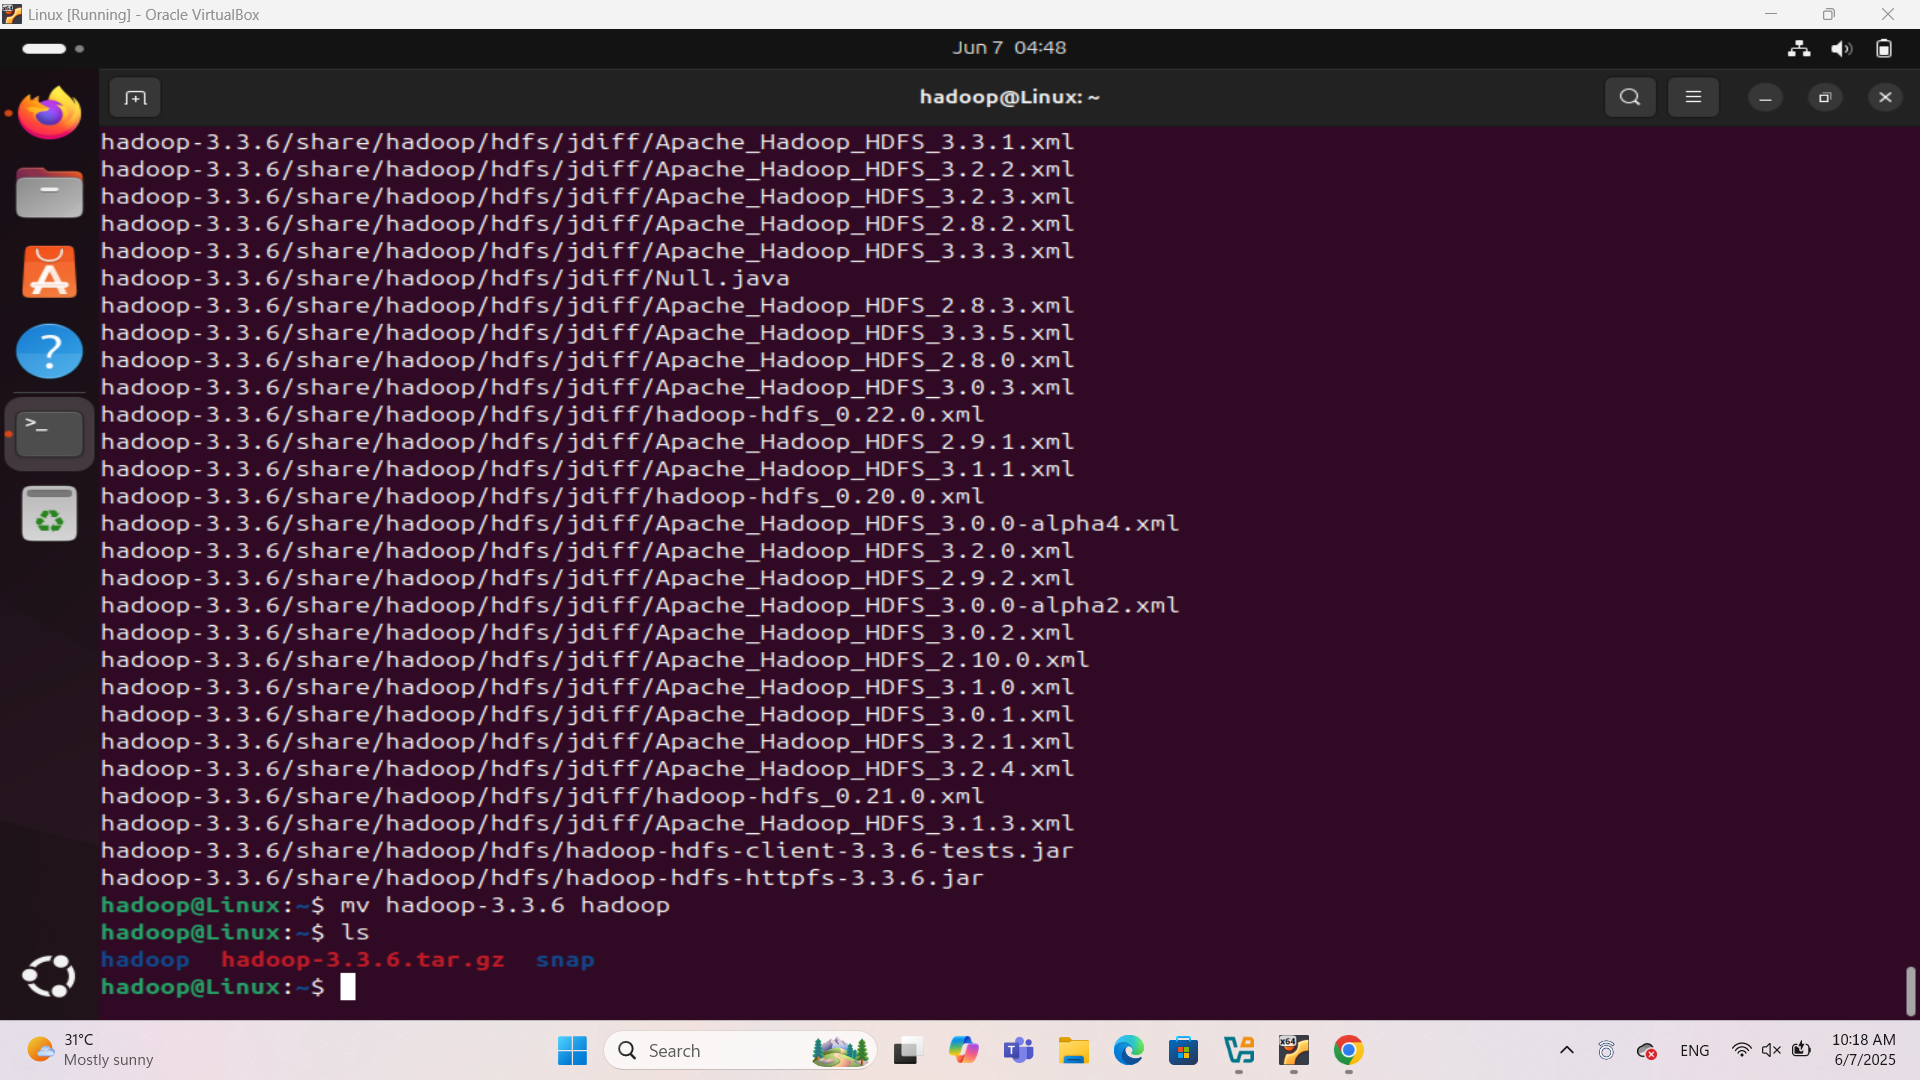 Linux [Running] - Oracle VirtualBox
Jun 7 04:48
hadoop@Linux: ~
hadoop-3.3.6/share/hadoop/hdfs/jdiff/Apache_Hadoop_HDFS_3.3.1.xml
hadoop-3.3.6/share/hadoop/hdfs/jdiff/Apache_Hadoop_HDFS_3.2.2.xml
hadoop-3.3.6/share/hadoop/hdfs/jdiff/Apache_Hadoop_HDFS_3.2.3.xml
hadoop-3.3.6/share/hadoop/hdfs/jdiff/Apache_Hadoop_HDFS_2.8.2.xml
hadoop-3.3.6/share/hadoop/hdfs/jdiff/Apache_Hadoop_HDFS_3.3.3.xml
hadoop-3.3.6/share/hadoop/hdfs/jdiff/Null.java
hadoop-3.3.6/share/hadoop/hdfs/jdiff/Apache_Hadoop_HDFS_2.8.3.xml
hadoop-3.3.6/share/hadoop/hdfs/jdiff/Apache_Hadoop_HDFS_3.3.5.xml
hadoop-3.3.6/share/hadoop/hdfs/jdiff/Apache_Hadoop_HDFS_2.8.0.xml
hadoop-3.3.6/share/hadoop/hdfs/jdiff/Apache_Hadoop_HDFS_3.0.3.xml
hadoop-3.3.6/share/hadoop/hdfs/jdiff/hadoop-hdfs_0.22.0.xml
hadoop-3.3.6/share/hadoop/hdfs/jdiff/Apache_Hadoop_HDFS_2.9.1.xml
hadoop-3.3.6/share/hadoop/hdfs/jdiff/Apache_Hadoop_HDFS_3.1.1.xml
hadoop-3.3.6/share/hadoop/hdfs/jdiff/hadoop-hdfs_0.20.0.xml
hadoop-3.3.6/share/hadoop/hdfs/jdiff/Apache_Hadoop_HDFS_3.0.0-alpha4.xml
hadoop-3.3.6/share/hadoop/hdfs/jdiff/Apache_Hadoop_HDFS_3.2.0.xml
hadoop-3.3.6/share/hadoop/hdfs/jdiff/Apache_Hadoop_HDFS_2.9.2.xml
hadoop-3.3.6/share/hadoop/hdfs/jdiff/Apache_Hadoop_HDFS_3.0.0-alpha2.xml
hadoop-3.3.6/share/hadoop/hdfs/jdiff/Apache_Hadoop_HDFS_3.0.2.xml
hadoop-3.3.6/share/hadoop/hdfs/jdiff/Apache_Hadoop_HDFS_2.10.0.xml
hadoop-3.3.6/share/hadoop/hdfs/jdiff/Apache_Hadoop_HDFS_3.1.0.xml
hadoop-3.3.6/share/hadoop/hdfs/jdiff/Apache_Hadoop_HDFS_3.0.1.xml
hadoop-3.3.6/share/hadoop/hdfs/jdiff/Apache_Hadoop_HDFS_3.2.1.xml
hadoop-3.3.6/share/hadoop/hdfs/jdiff/Apache_Hadoop_HDFS_3.2.4.xml
hadoop-3.3.6/share/hadoop/hdfs/jdiff/hadoop-hdfs_0.21.0.xml
hadoop-3.3.6/share/hadoop/hdfs/jdiff/Apache_Hadoop_HDFS_3.1.3.xml
hadoop-3.3.6/share/hadoop/hdfs/hadoop-hdfs-client-3.3.6-tests.jar
hadoop-3.3.6/share/hadoop/hdfs/hadoop-hdfs-httpfs-3.3.6.jar
hadoop@Linux:~$ mv hadoop-3.3.6 hadoop
hadoop@Linux:~$ ls
hadoop  hadoop-3.3.6.tar.gz  snap
hadoop@Linux:~$
31°C
Mostly sunny
Search
ENG
10:18 AM
6/7/2025